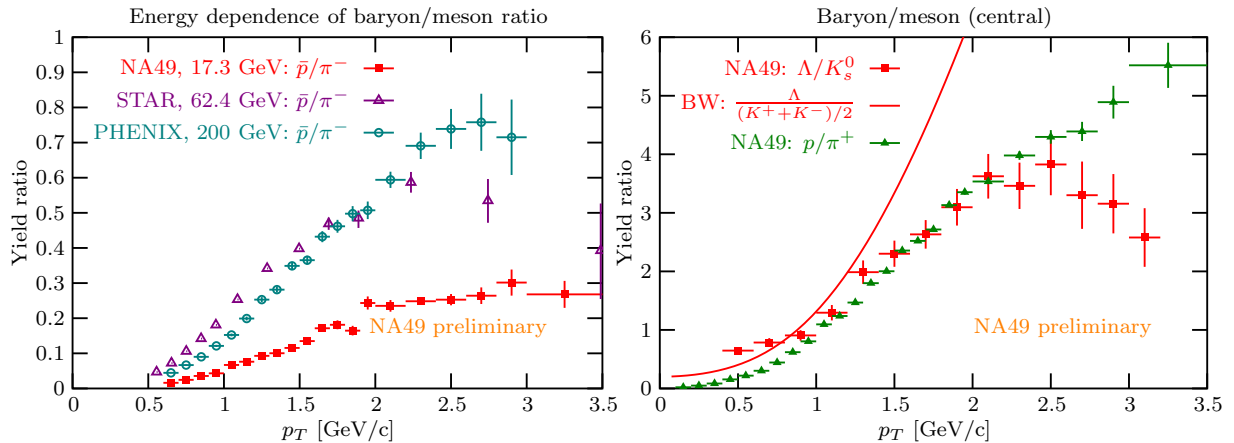 Energy dependence of baryon/meson ratio
Yield ratio
1
0.9
0.8
0.7
0.6
0.5
0.4
0.3
0.2
0.1
0
NA49, 17.3 GeV: p̄/π⁻
STAR, 62.4 GeV: p̄/π⁻
PHENIX, 200 GeV: p̄/π⁻
NA49 preliminary
0 0.5 1 1.5 2 2.5 3 3.5
p_T [GeV/c]
Baryon/meson (central)
Yield ratio
6
5
4
3
2
1
0
NA49: Λ/K⁰ₛ
BW: Λ/((K⁺+K⁻)/2)
NA49: p/π⁺
NA49 preliminary
0 0.5 1 1.5 2 2.5 3 3.5
p_T [GeV/c]